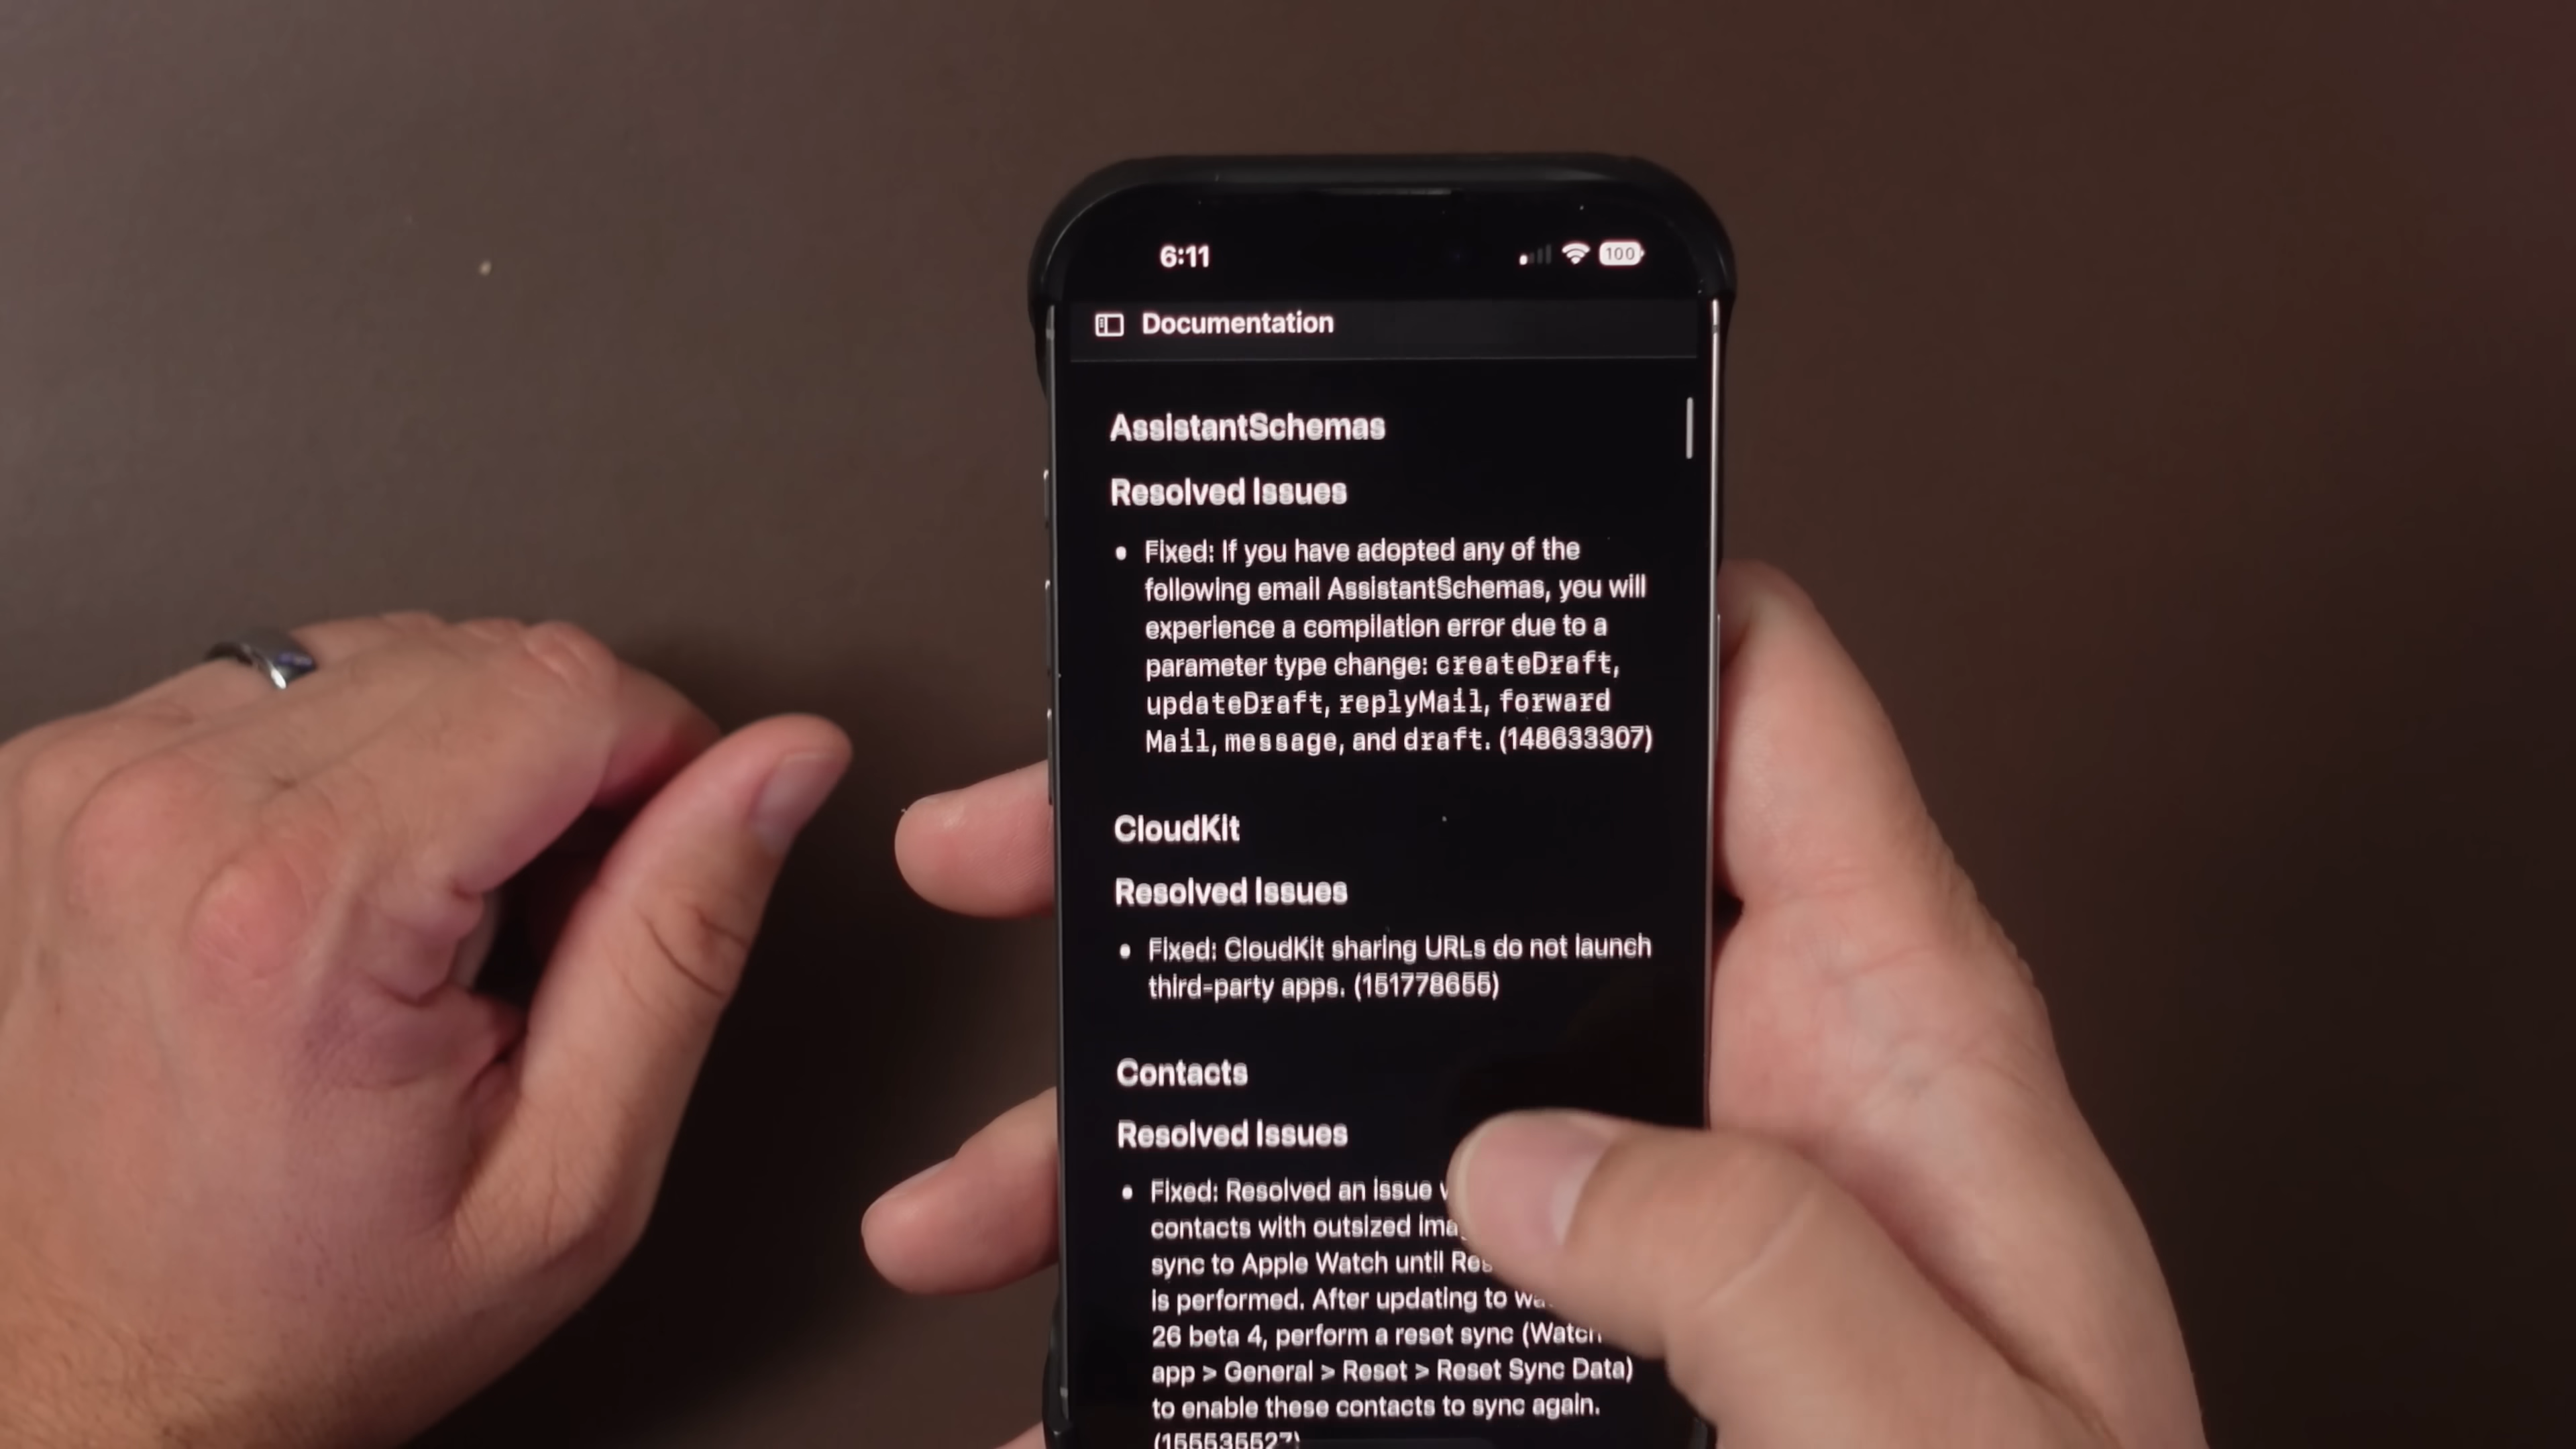 6:11
100
Documentation
AssistantSchemas
Resolved Issues
• Fixed: If you have adopted any of the
following email AssistantSchemas, you will
experience a compilation error due to a
parameter type change: createDraft,
updateDraft, replyMail, forward
Mail, message, and draft. (148633307)
CloudKit
Resolved Issues
• Fixed: CloudKit sharing URLs do not launch
third-party apps. (151778655)
Contacts
Resolved Issues
• Fixed: Resolved an issue
contacts with outsized
sync to Apple Watch until
is performed. After updating to
26 beta 4, perform a reset sync (Watch
app > General > Reset > Reset Sync Data)
to enable these contacts to sync again.